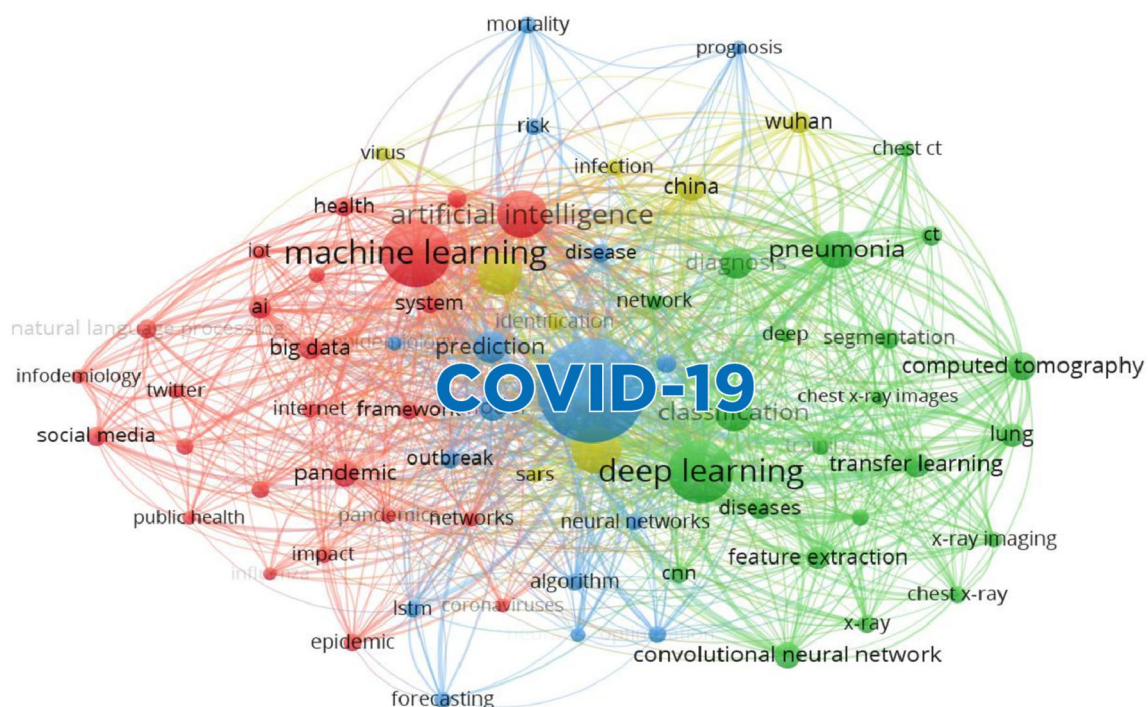 mortality
prognosis
risk
wuhan
virus
infection
chest ct
china
health
artificial intelligence
ct
iot
machine learning
disease
diagnosis
pneumonia
ai
system
network
natural language processing
identification
deep
segmentation
big data
prediction
computed tomography
infodemiology
twitter
COVID-19
chest x-ray images
internet
framework
classification
social media
outbreak
lung
pandemic
sars
deep learning
transfer learning
public health
pandemics
networks
neural networks
diseases
x-ray imaging
impact
feature extraction
influenza
algorithm
cnn
chest x-ray
lstm
coronaviruses
x-ray
epidemic
convolutional neural network
forecasting